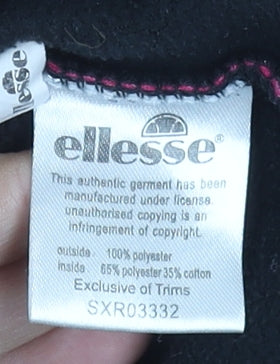 ellesse
ellesse®
This authentic garment has been
manufactured under license.
unauthorised copying is an
infringement of copyright.
outside 100% polyester
inside 65% polyester 35% cotton
Exclusive of Trims
SXR03332